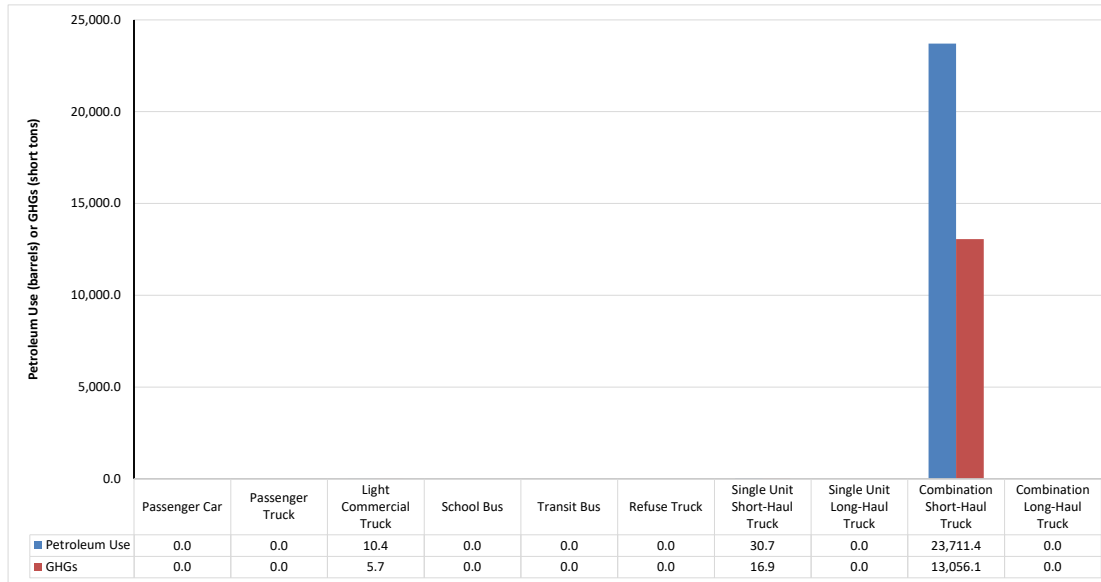 25,000.0
20,000.0
15,000.0
10,000.0
5,000.0
0.0
Petroleum Use (barrels) or GHGs (short tons)
Passenger Car
Passenger
Truck
Light
Commercial
Truck
School Bus
Transit Bus
Refuse Truck
Single Unit
Short-Haul
Truck
Single Unit
Long-Haul
Truck
Combination
Short-Haul
Truck
Combination
Long-Haul
Truck
Petroleum Use 0.0 0.0 10.4 0.0 0.0 0.0 30.7 0.0 23,711.4 0.0
GHGs 0.0 0.0 5.7 0.0 0.0 0.0 16.9 0.0 13,056.1 0.0